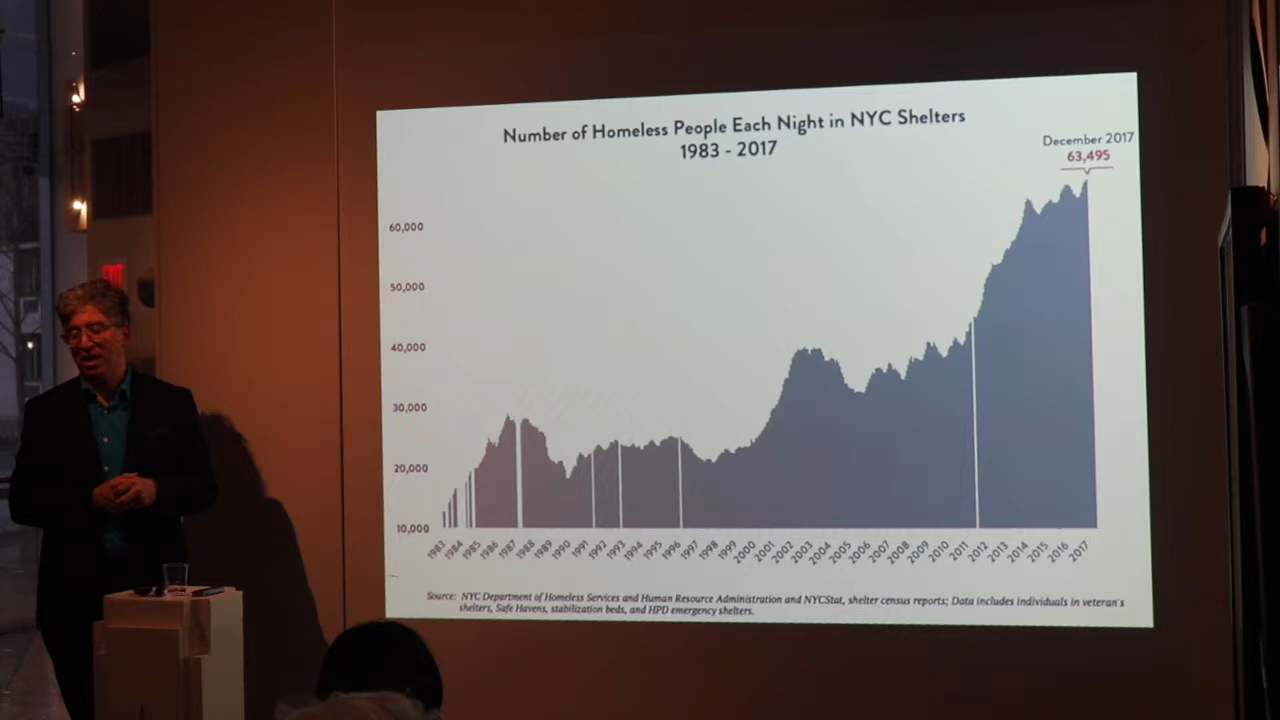 Number of Homeless People Each Night in NYC Shelters
1983 - 2017
December 2017
63,495
60,000
50,000
40,000
30,000
20,000
10,000
1983 1984 1985 1986 1987 1988 1989 1990 1991 1992 1993 1994 1995 1996 1997 1998 1999 2000 2001 2002 2003 2004 2005 2006 2007 2008 2009 2010 2011 2012 2013 2014 2015 2016 2017
Source: NYC Department of Homeless Services and Human Resource Administration and NYCStat, shelter census reports; Data includes individuals in veteran's
shelters, Safe Havens, stabilization beds, and HPD emergency shelters.